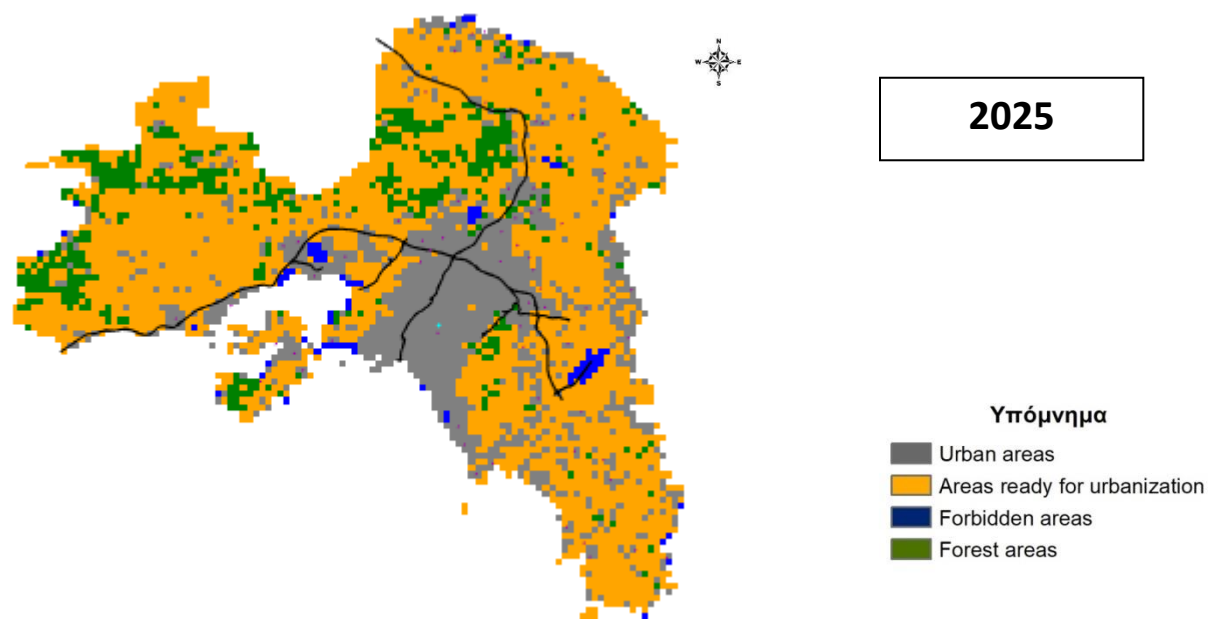 N
W E
S
2025
Υπόμνημα
Urban areas
Areas ready for urbanization
Forbidden areas
Forest areas